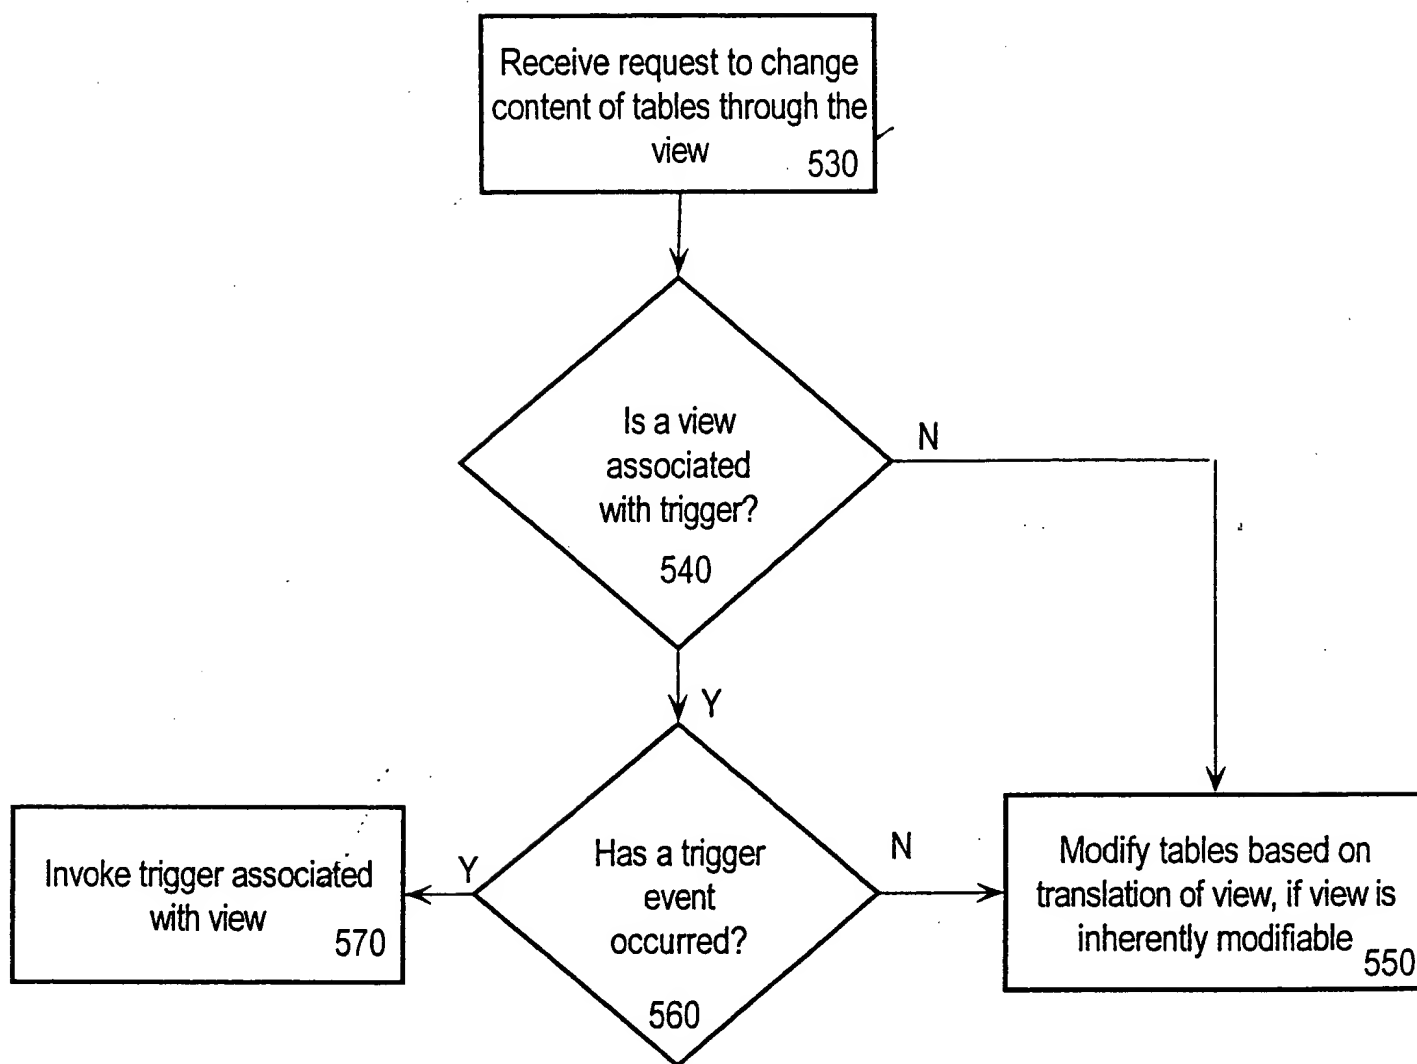 Receive request to change
content of tables through the
view
530
Is a view
associated
with trigger?
540
N
Y
Has a trigger
event
occurred?
560
Y
N
Invoke trigger associated
with view
570
Modify tables based on
translation of view, if view is
inherently modifiable
550